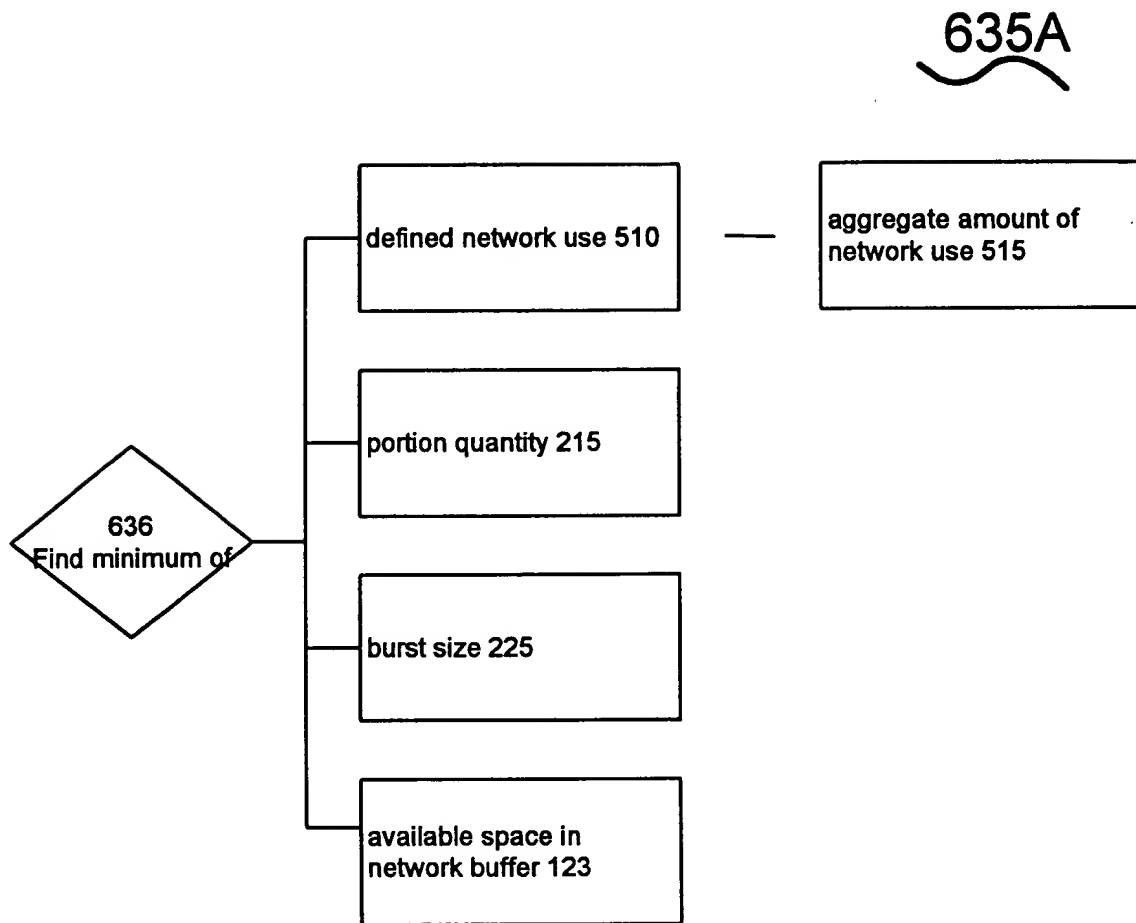 635A
defined network use 510
aggregate amount of
network use 515
portion quantity 215
636
Find minimum of
burst size 225
available space in
network buffer 123